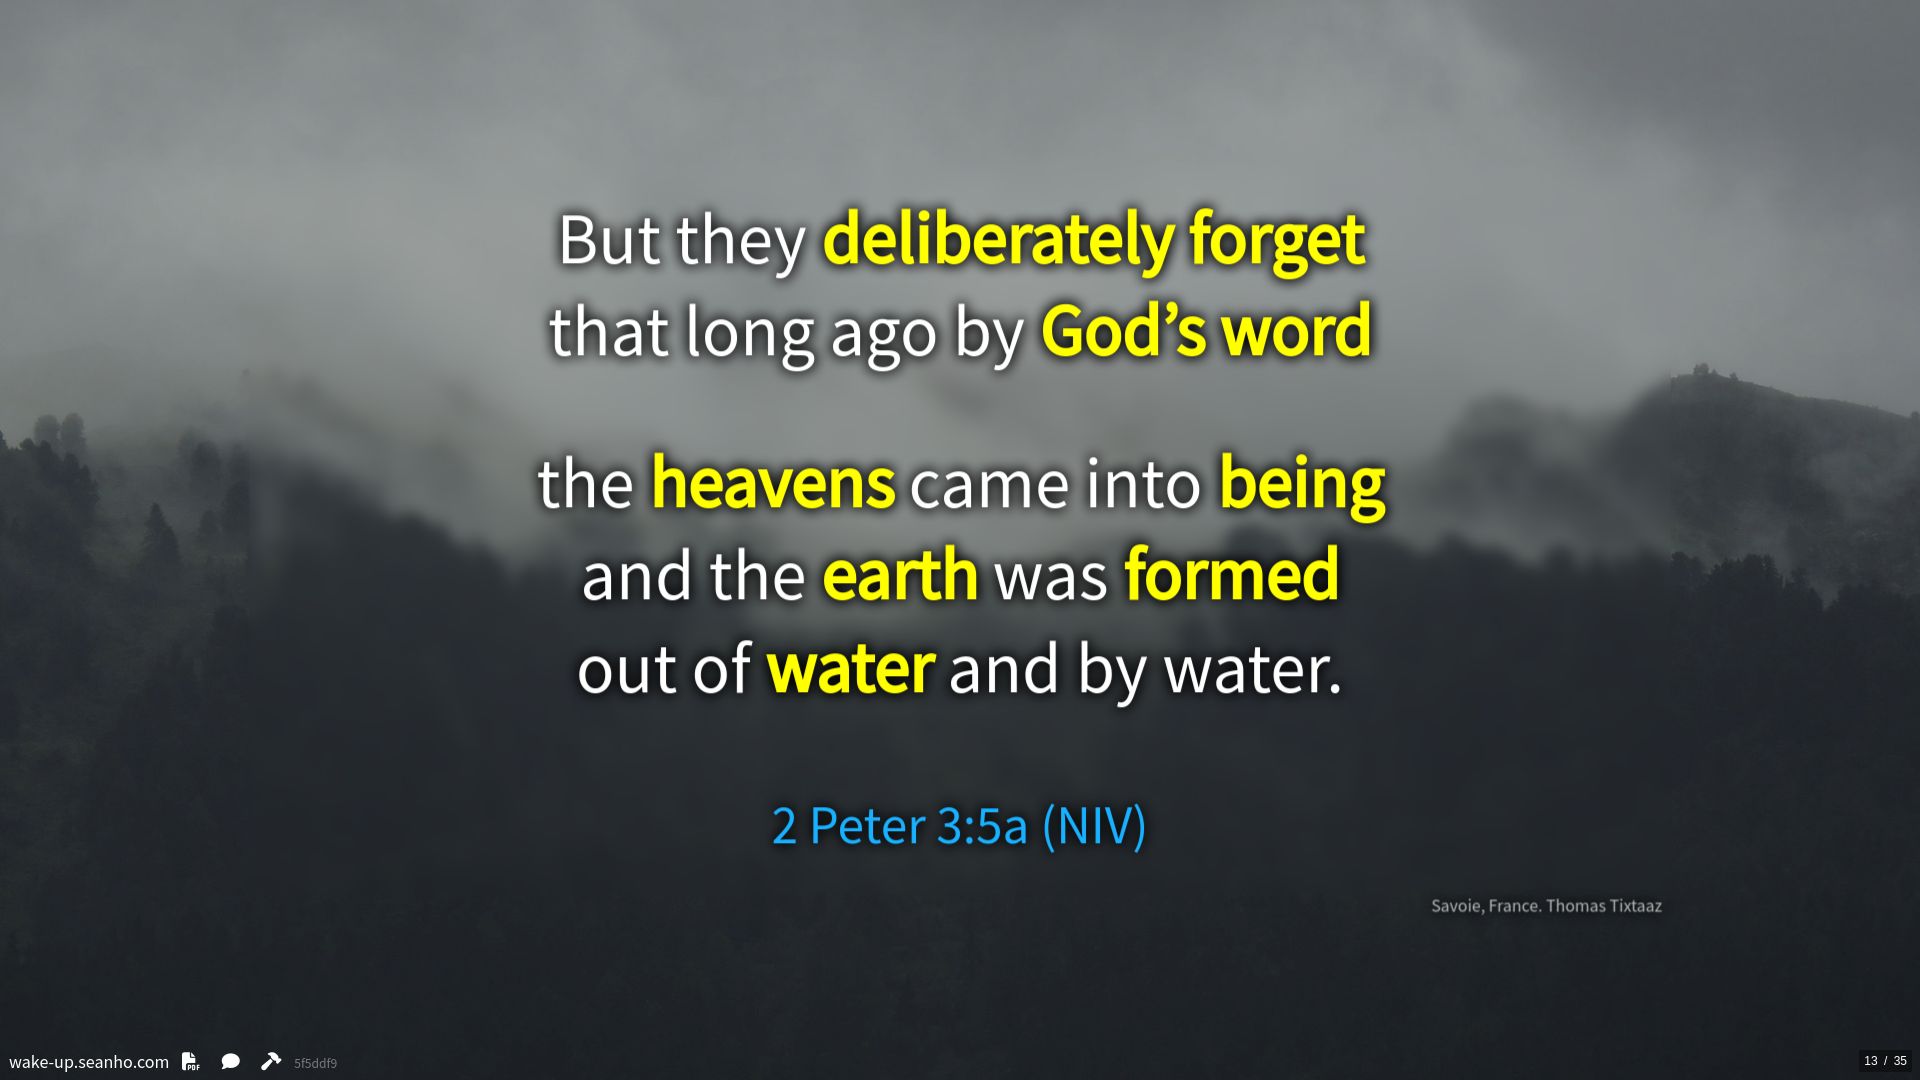 But they deliberately forget
that long ago by God’s word
the heavens came into being
and the earth was formed
out of water and by water.
2 Peter 3:5a (NIV)
Savoie, France. Thomas Tixtaaz
wake-up.seanho.com PDF 5f5ddf9
13 / 35